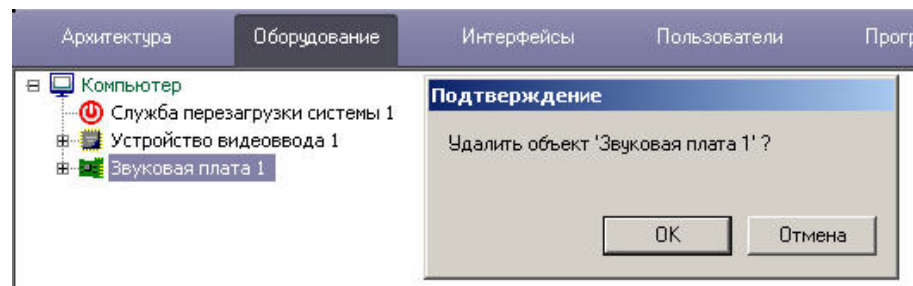 Архитектура Оборудование Интерфейсы Пользователи Прогр
Компьютер
Служба перезагрузки системы 1
Устройство видеоввода 1
Звуковая плата 1
Подтверждение
Удалить объект 'Звуковая плата 1' ?
OK Отмена